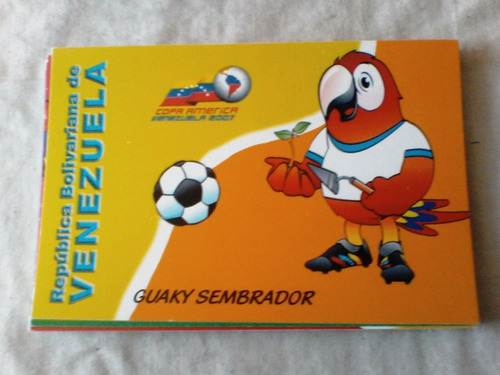 República Bolivariana de
VENEZUELA
COPA AMERICA
VENEZUELA 2007
GUAKY SEMBRADOR